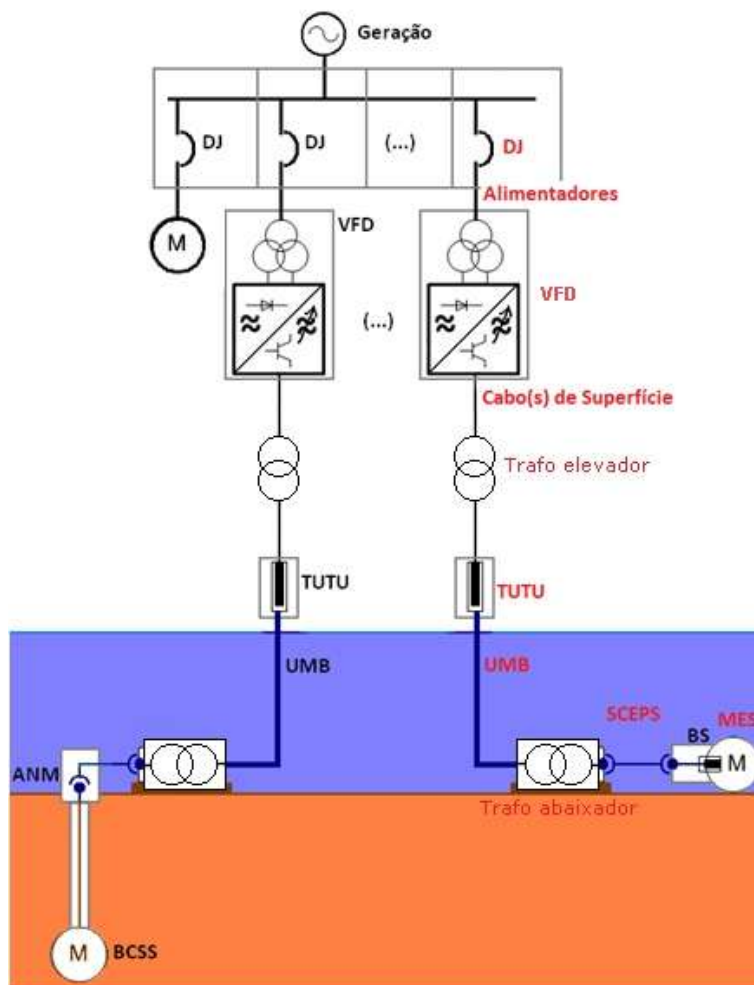 Geração
DJ
DJ
(...)
DJ
Alimentadores
M
VFD
VFD
(...)
Cabo(s) de Superfície
Trafo elevador
TUTU
TUTU
UMB
UMB
SCEPS
MES
BS
M
ANM
Trafo abaixador
M
BCSS